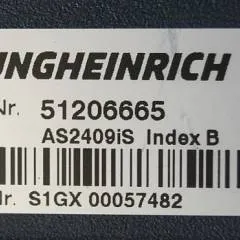 UNGHEINRICH
Nr. 51206665
AS2409iS Index B
Nr. S1GX 00057482